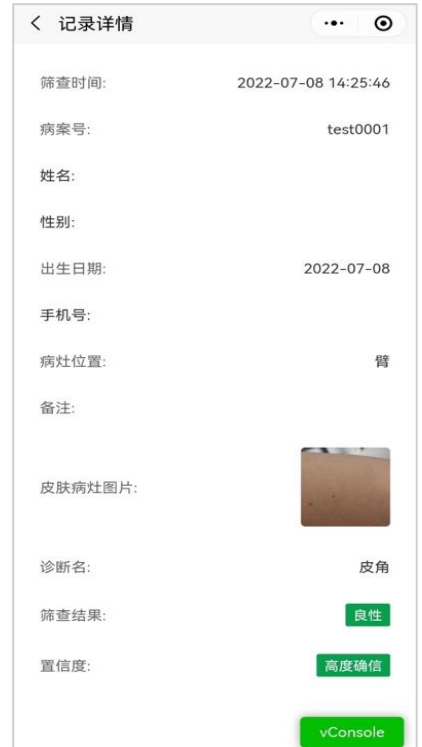 记录详情
筛查时间: 2022-07-08 14:25:46
病案号: test0001
姓名:
性别:
出生日期: 2022-07-08
手机号:
病灶位置: 臂
备注:
皮肤病灶图片:
诊断名: 皮角
筛查结果: 良性
置信度: 高度确信
vConsole